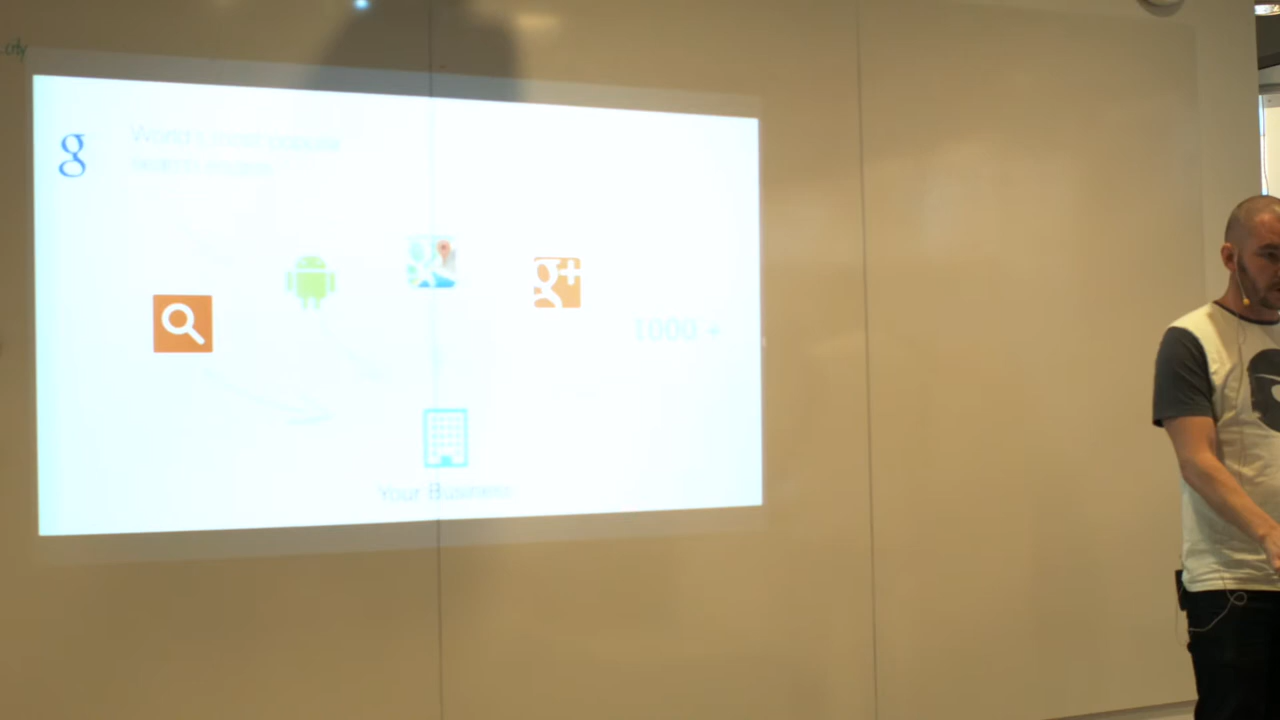 g
World's most popular
search engine
g+
1000 +
Your Business